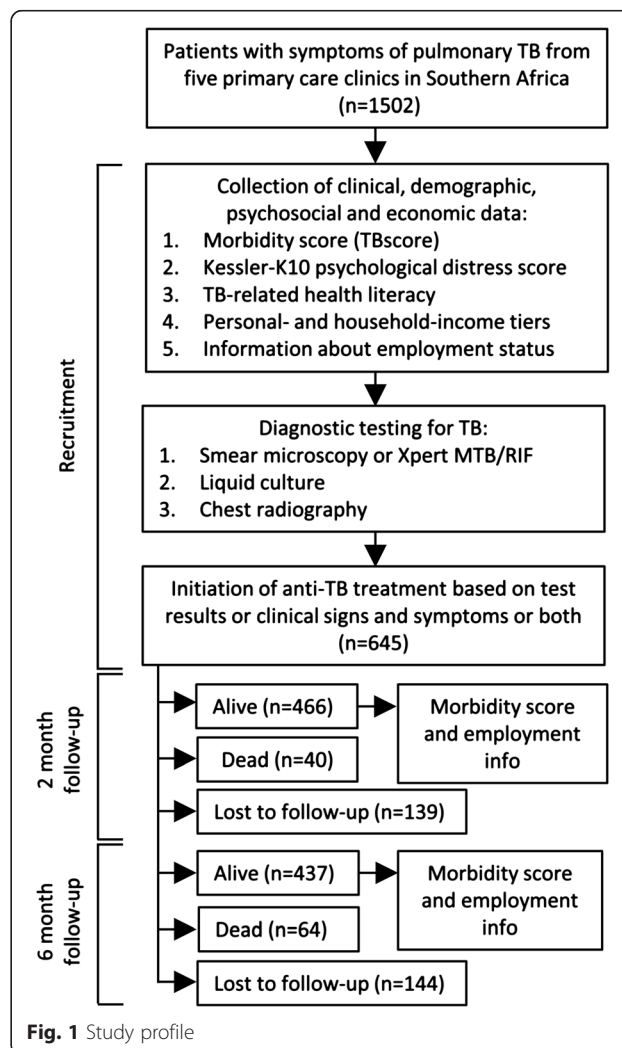 Patients with symptoms of pulmonary TB from
five primary care clinics in Southern Africa
(n=1502)
Recruitment
Collection of clinical, demographic,
psychosocial and economic data:
1. Morbidity score (TBscore)
2. Kessler-K10 psychological distress score
3. TB-related health literacy
4. Personal- and household-income tiers
5. Information about employment status
Diagnostic testing for TB:
1. Smear microscopy or Xpert MTB/RIF
2. Liquid culture
3. Chest radiography
Initiation of anti-TB treatment based on test
results or clinical signs and symptoms or both
(n=645)
2 month
follow-up
Alive (n=466)
Morbidity score
and employment
info
Dead (n=40)
Lost to follow-up (n=139)
6 month
follow-up
Alive (n=437)
Morbidity score
and employment
info
Dead (n=64)
Lost to follow-up (n=144)
Fig. 1 Study profile